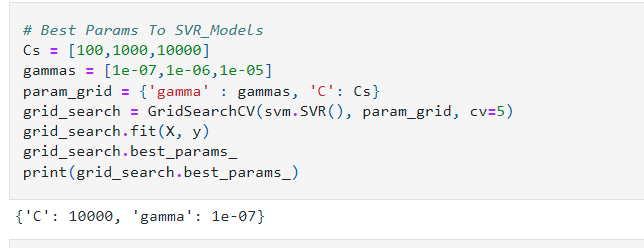 # Best Params To SVR_Models
Cs = [100,1000,10000]
gammas = [1e-07,1e-06,1e-05]
param_grid = {'gamma' : gammas, 'C': Cs}
grid_search = GridSearchCV(svm.SVR(), param_grid, cv=5)
grid_search.fit(X, y)
grid_search.best_params_
print(grid_search.best_params_)
{'C': 10000, 'gamma': 1e-07}